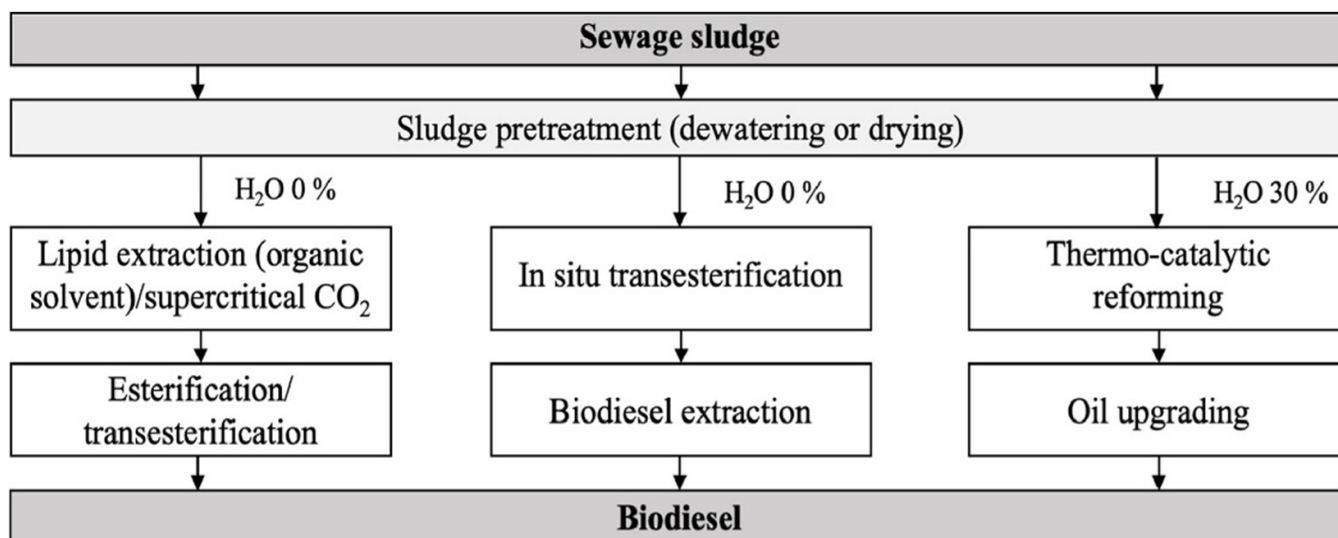 Sewage sludge
Sludge pretreatment (dewatering or drying)
H₂O 0 %
H₂O 0 %
H₂O 30 %
Lipid extraction (organic
solvent)/supercritical CO₂
In situ transesterification
Thermo-catalytic
reforming
Esterification/
transesterification
Biodiesel extraction
Oil upgrading
Biodiesel